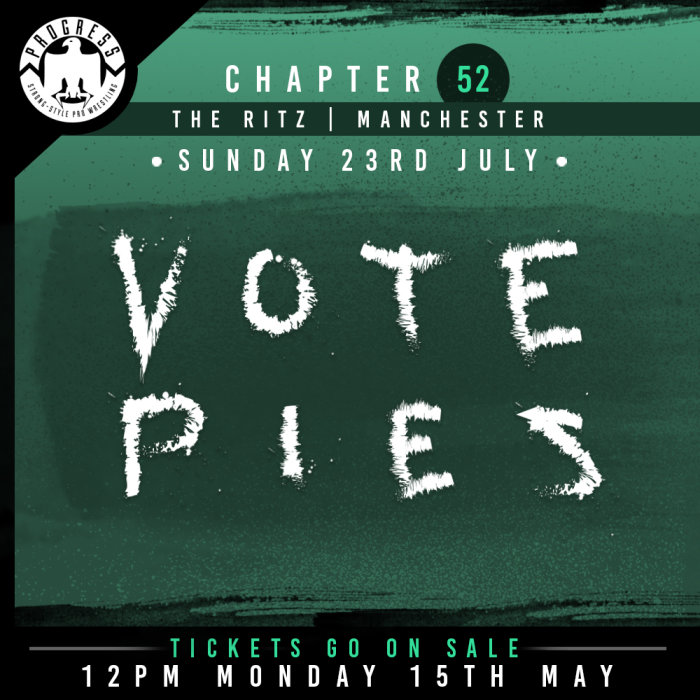 PROGRESS
STRONG-STYLE PRO WRESTLING
CHAPTER 52
THE RITZ | MANCHESTER
• SUNDAY 23RD JULY •
VOTE
PIES
TICKETS GO ON SALE
12PM MONDAY 15TH MAY